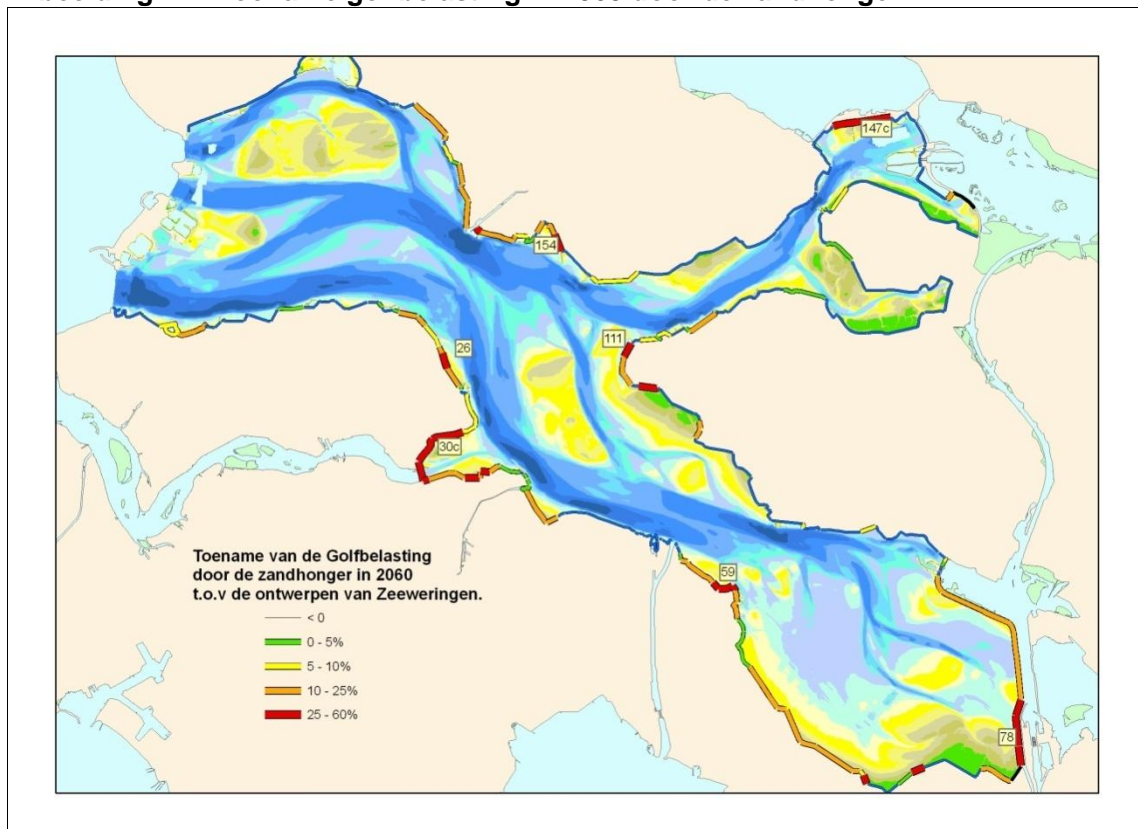 147c
154
111
26
30c
59
78
Toename van de Golfbelasting
door de zandhonger in 2060
t.o.v de ontwerpen van Zeeweringen.
< 0
0 - 5%
5 - 10%
10 - 25%
25 - 60%